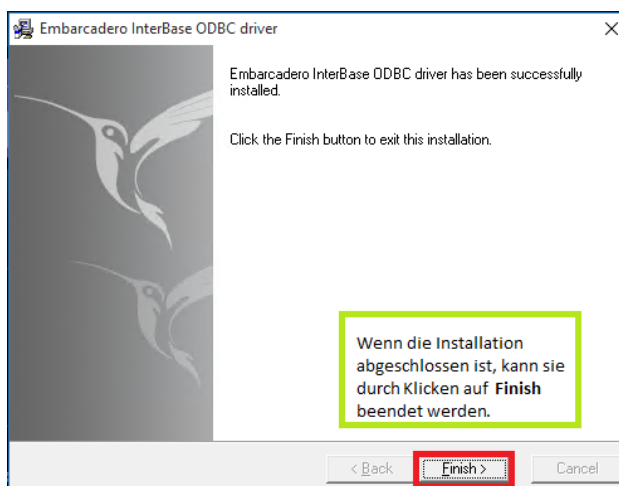 Embarcadero InterBase ODBC driver
Embarcadero InterBase ODBC driver has been successfully
installed.
Click the Finish button to exit this installation.
Wenn die Installation
abgeschlossen ist, kann sie
durch Klicken auf Finish
beendet werden.
< Back
Finish >
Cancel